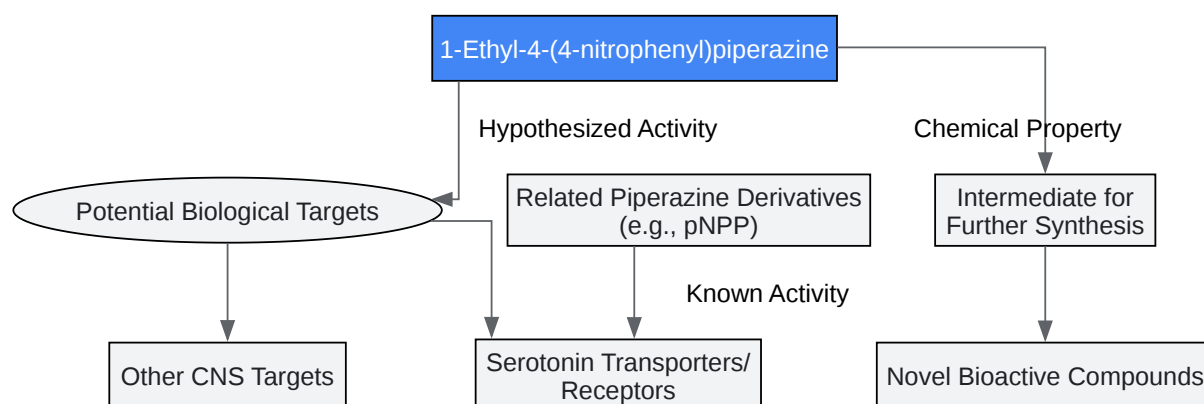 1-Ethyl-4-(4-nitrophenyl)piperazine
Hypothesized Activity
Chemical Property
Potential Biological Targets
Related Piperazine Derivatives
(e.g., pNPP)
Intermediate for
Further Synthesis
Known Activity
Other CNS Targets
Serotonin Transporters/
Receptors
Novel Bioactive Compounds